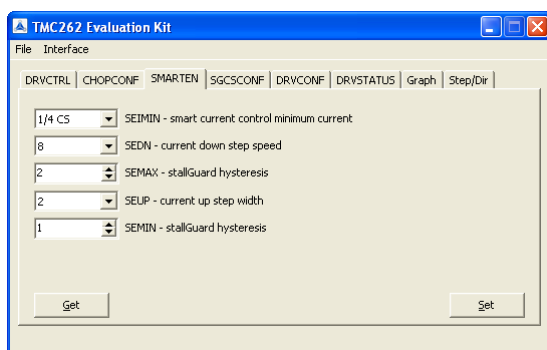 TMC262 Evaluation Kit
File Interface
DRVCTRL CHOPCONF SMARTEN SGCSCONF DRVCONF DRVSTATUS Graph Step/Dir
1/4 CS SEIMIN - smart current control minimum current
8 SEDN - current down step speed
2 SEMAX - stallGuard hysteresis
2 SEUP - current up step width
1 SEMIN - stallGuard hysteresis
Get Set